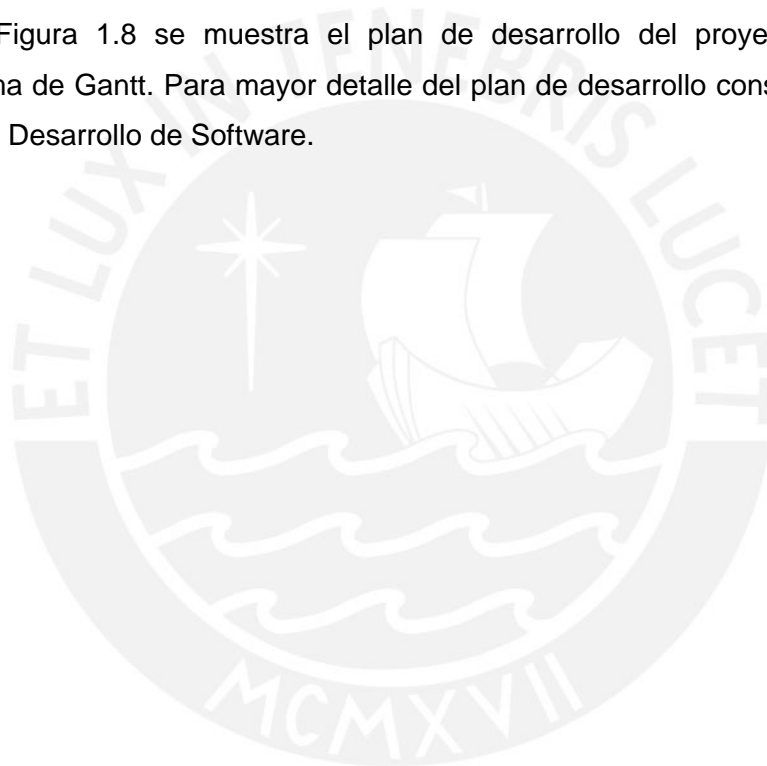 Figura 1.8 se muestra el plan de desarrollo del proye
na de Gantt. Para mayor detalle del plan de desarrollo cons
Desarrollo de Software.
ET LUX IN TENEBRIS LUCET
MCMXVII